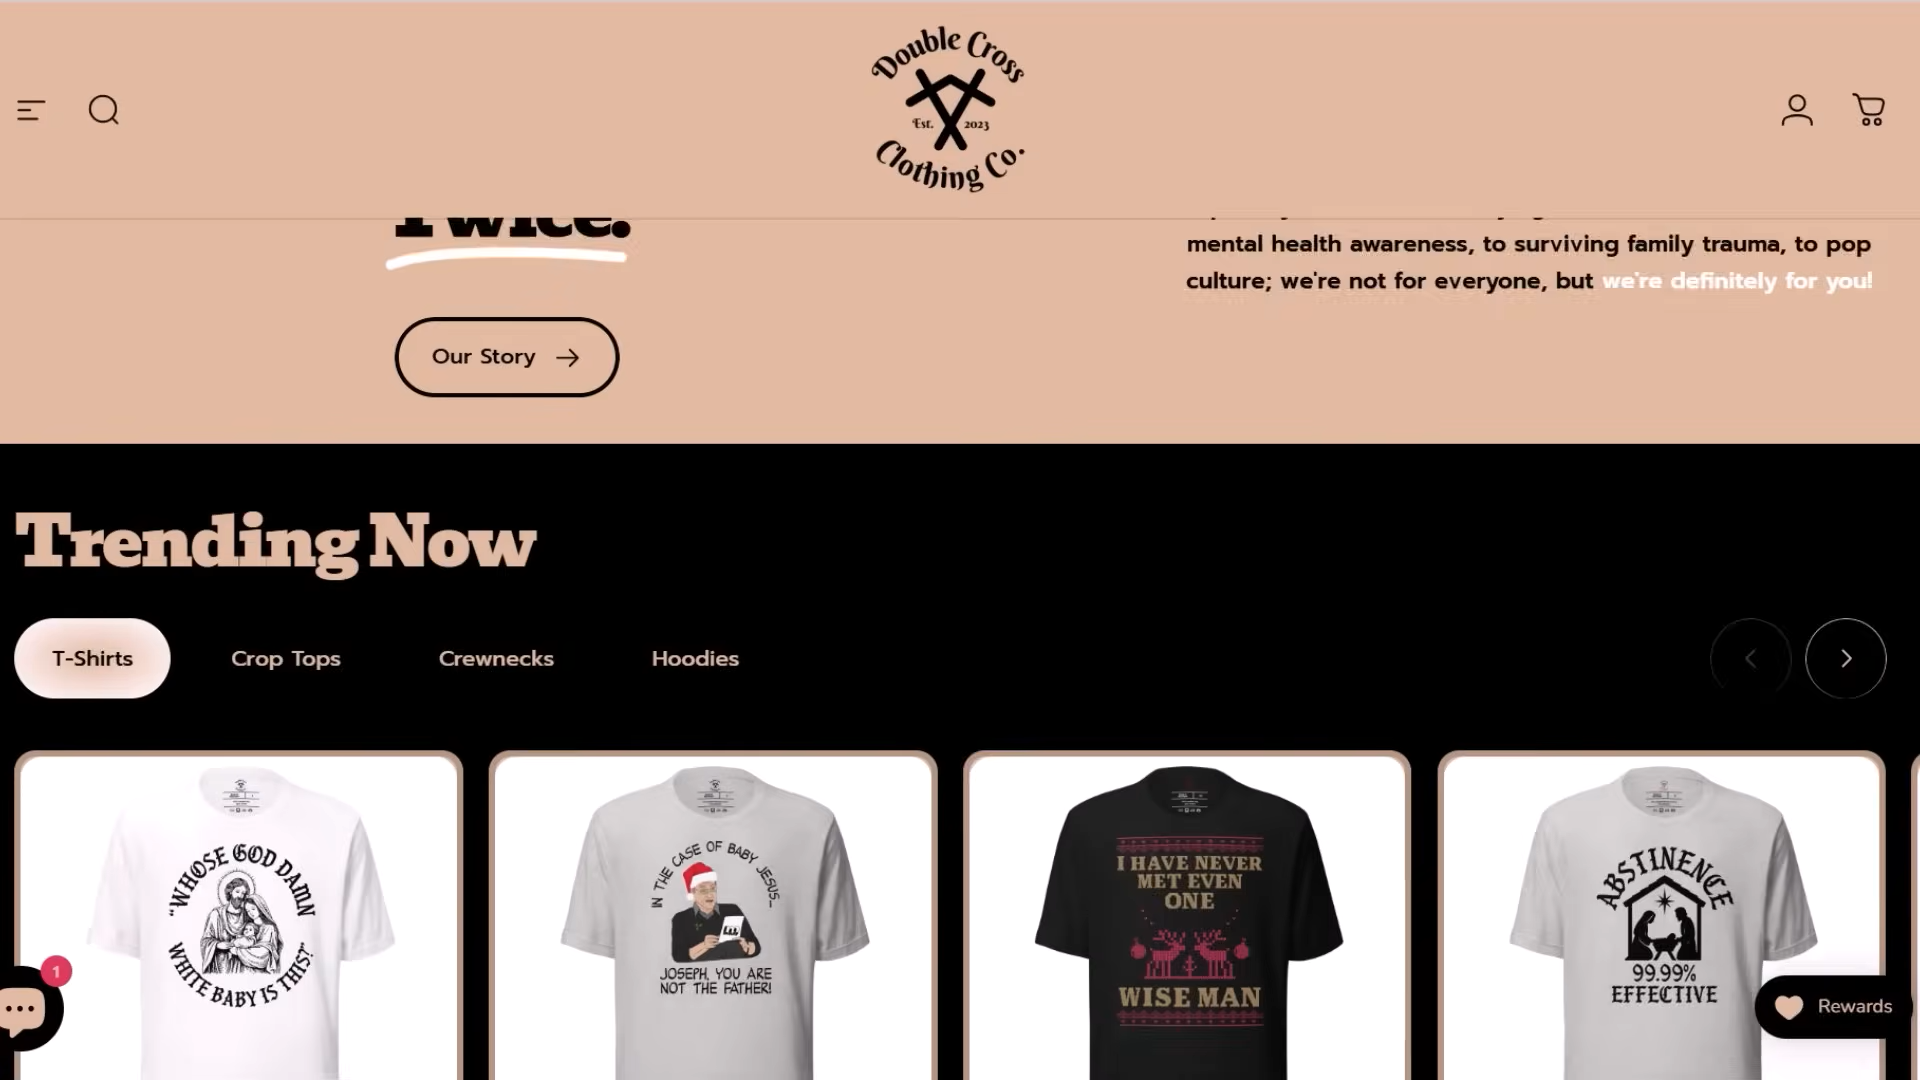 Double Cross
Est. 2023
Clothing Co.
Twice.
mental health awareness, to surviving family trauma, to pop
culture; we're not for everyone, but we're definitely for you!
Our Story
Trending Now
T-Shirts
Crop Tops
Crewnecks
Hoodies
"WHOSE GOD DAMN
WHITE BABY IS THIS?"
IN THE CASE OF BABY JESUS...
JOSEPH, YOU ARE
NOT THE FATHER!
I HAVE NEVER
MET EVEN
ONE
WISE MAN
ABSTINENCE
99.99%
EFFECTIVE
1
Rewards